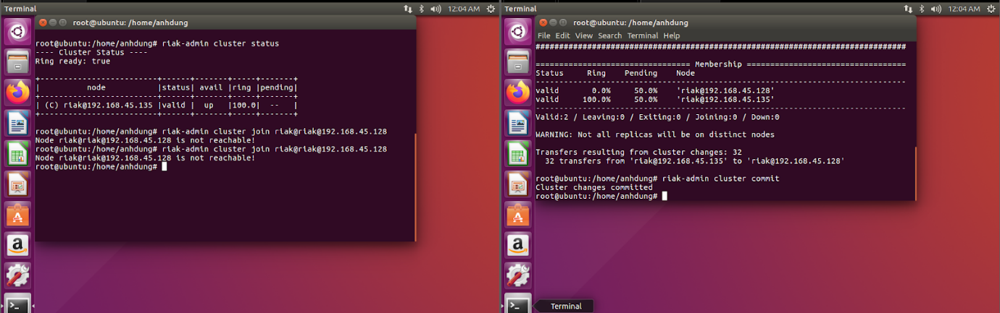 Terminal
12:04 AM
root@ubuntu: /home/anhdung
root@ubuntu:/home/anhdung# riak-admin cluster status
---- Cluster Status ----
Ring ready: true
+-------------------------+------+-------+-----+-------+
|          node           |status| avail |ring |pending|
+-------------------------+------+-------+-----+-------+
| (C) riak@192.168.45.135 |valid |  up   |100.0|  --   |
+-------------------------+------+-------+-----+-------+
root@ubuntu:/home/anhdung# riak-admin cluster join riak@riak@192.168.45.128
Node riak@riak@192.168.45.128 is not reachable!
root@ubuntu:/home/anhdung# riak-admin cluster join riak@riak@192.168.45.128
Node riak@riak@192.168.45.128 is not reachable!
root@ubuntu:/home/anhdung#
Terminal
12:04 AM
root@ubuntu: /home/anhdung
File Edit View Search Terminal Help
###############################################################################
================================= Membership ==================================
Status     Ring    Pending    Node
-------------------------------------------------------------------------------
valid       0.0%     50.0%    'riak@192.168.45.128'
valid     100.0%     50.0%    'riak@192.168.45.135'
-------------------------------------------------------------------------------
Valid:2 / Leaving:0 / Exiting:0 / Joining:0 / Down:0
WARNING: Not all replicas will be on distinct nodes
Transfers resulting from cluster changes: 32
  32 transfers from 'riak@192.168.45.135' to 'riak@192.168.45.128'
root@ubuntu:/home/anhdung# riak-admin cluster commit
Cluster changes committed
root@ubuntu:/home/anhdung#
Terminal